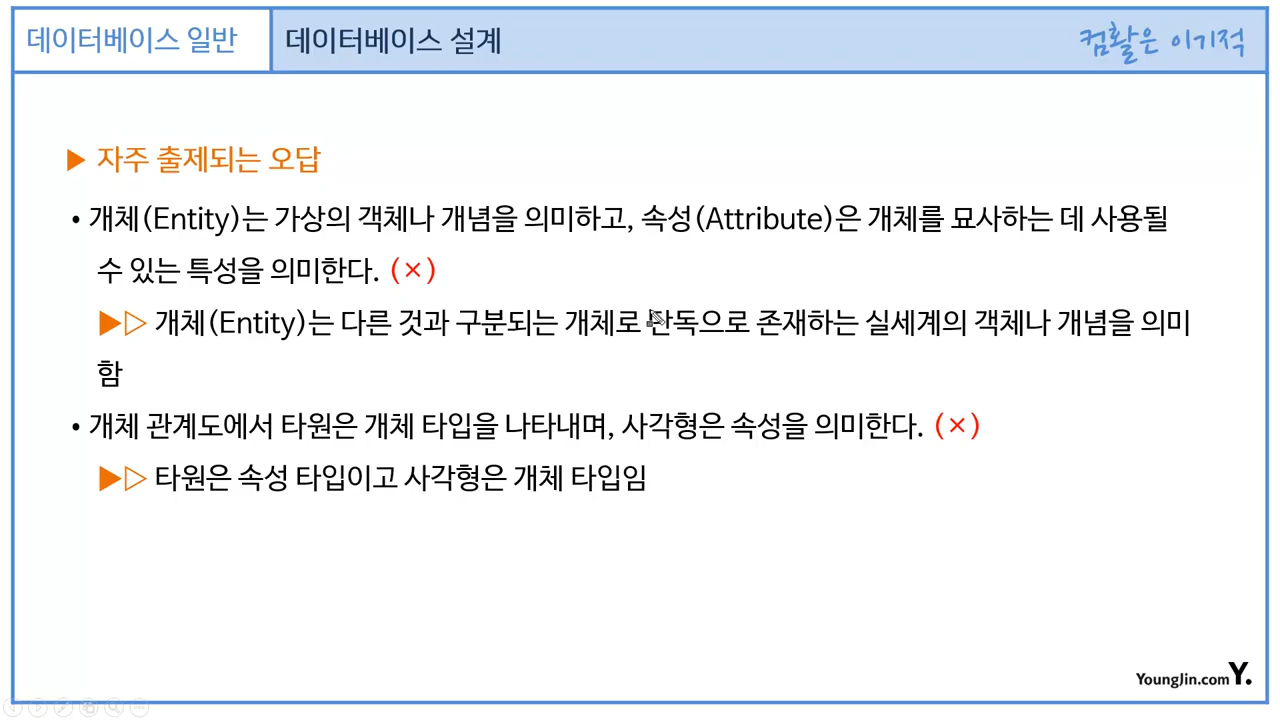 데이터베이스 일반
데이터베이스 설계
컴활은 이기적
▶ 자주 출제되는 오답
• 개체(Entity)는 가상의 객체나 개념을 의미하고, 속성(Attribute)은 개체를 묘사하는 데 사용될
수 있는 특성을 의미한다. (×)
▶▷ 개체(Entity)는 다른 것과 구분되는 개체로 단독으로 존재하는 실세계의 객체나 개념을 의미
함
• 개체 관계도에서 타원은 개체 타입을 나타내며, 사각형은 속성을 의미한다. (×)
▶▷ 타원은 속성 타입이고 사각형은 개체 타입임
YoungJin.com Y.